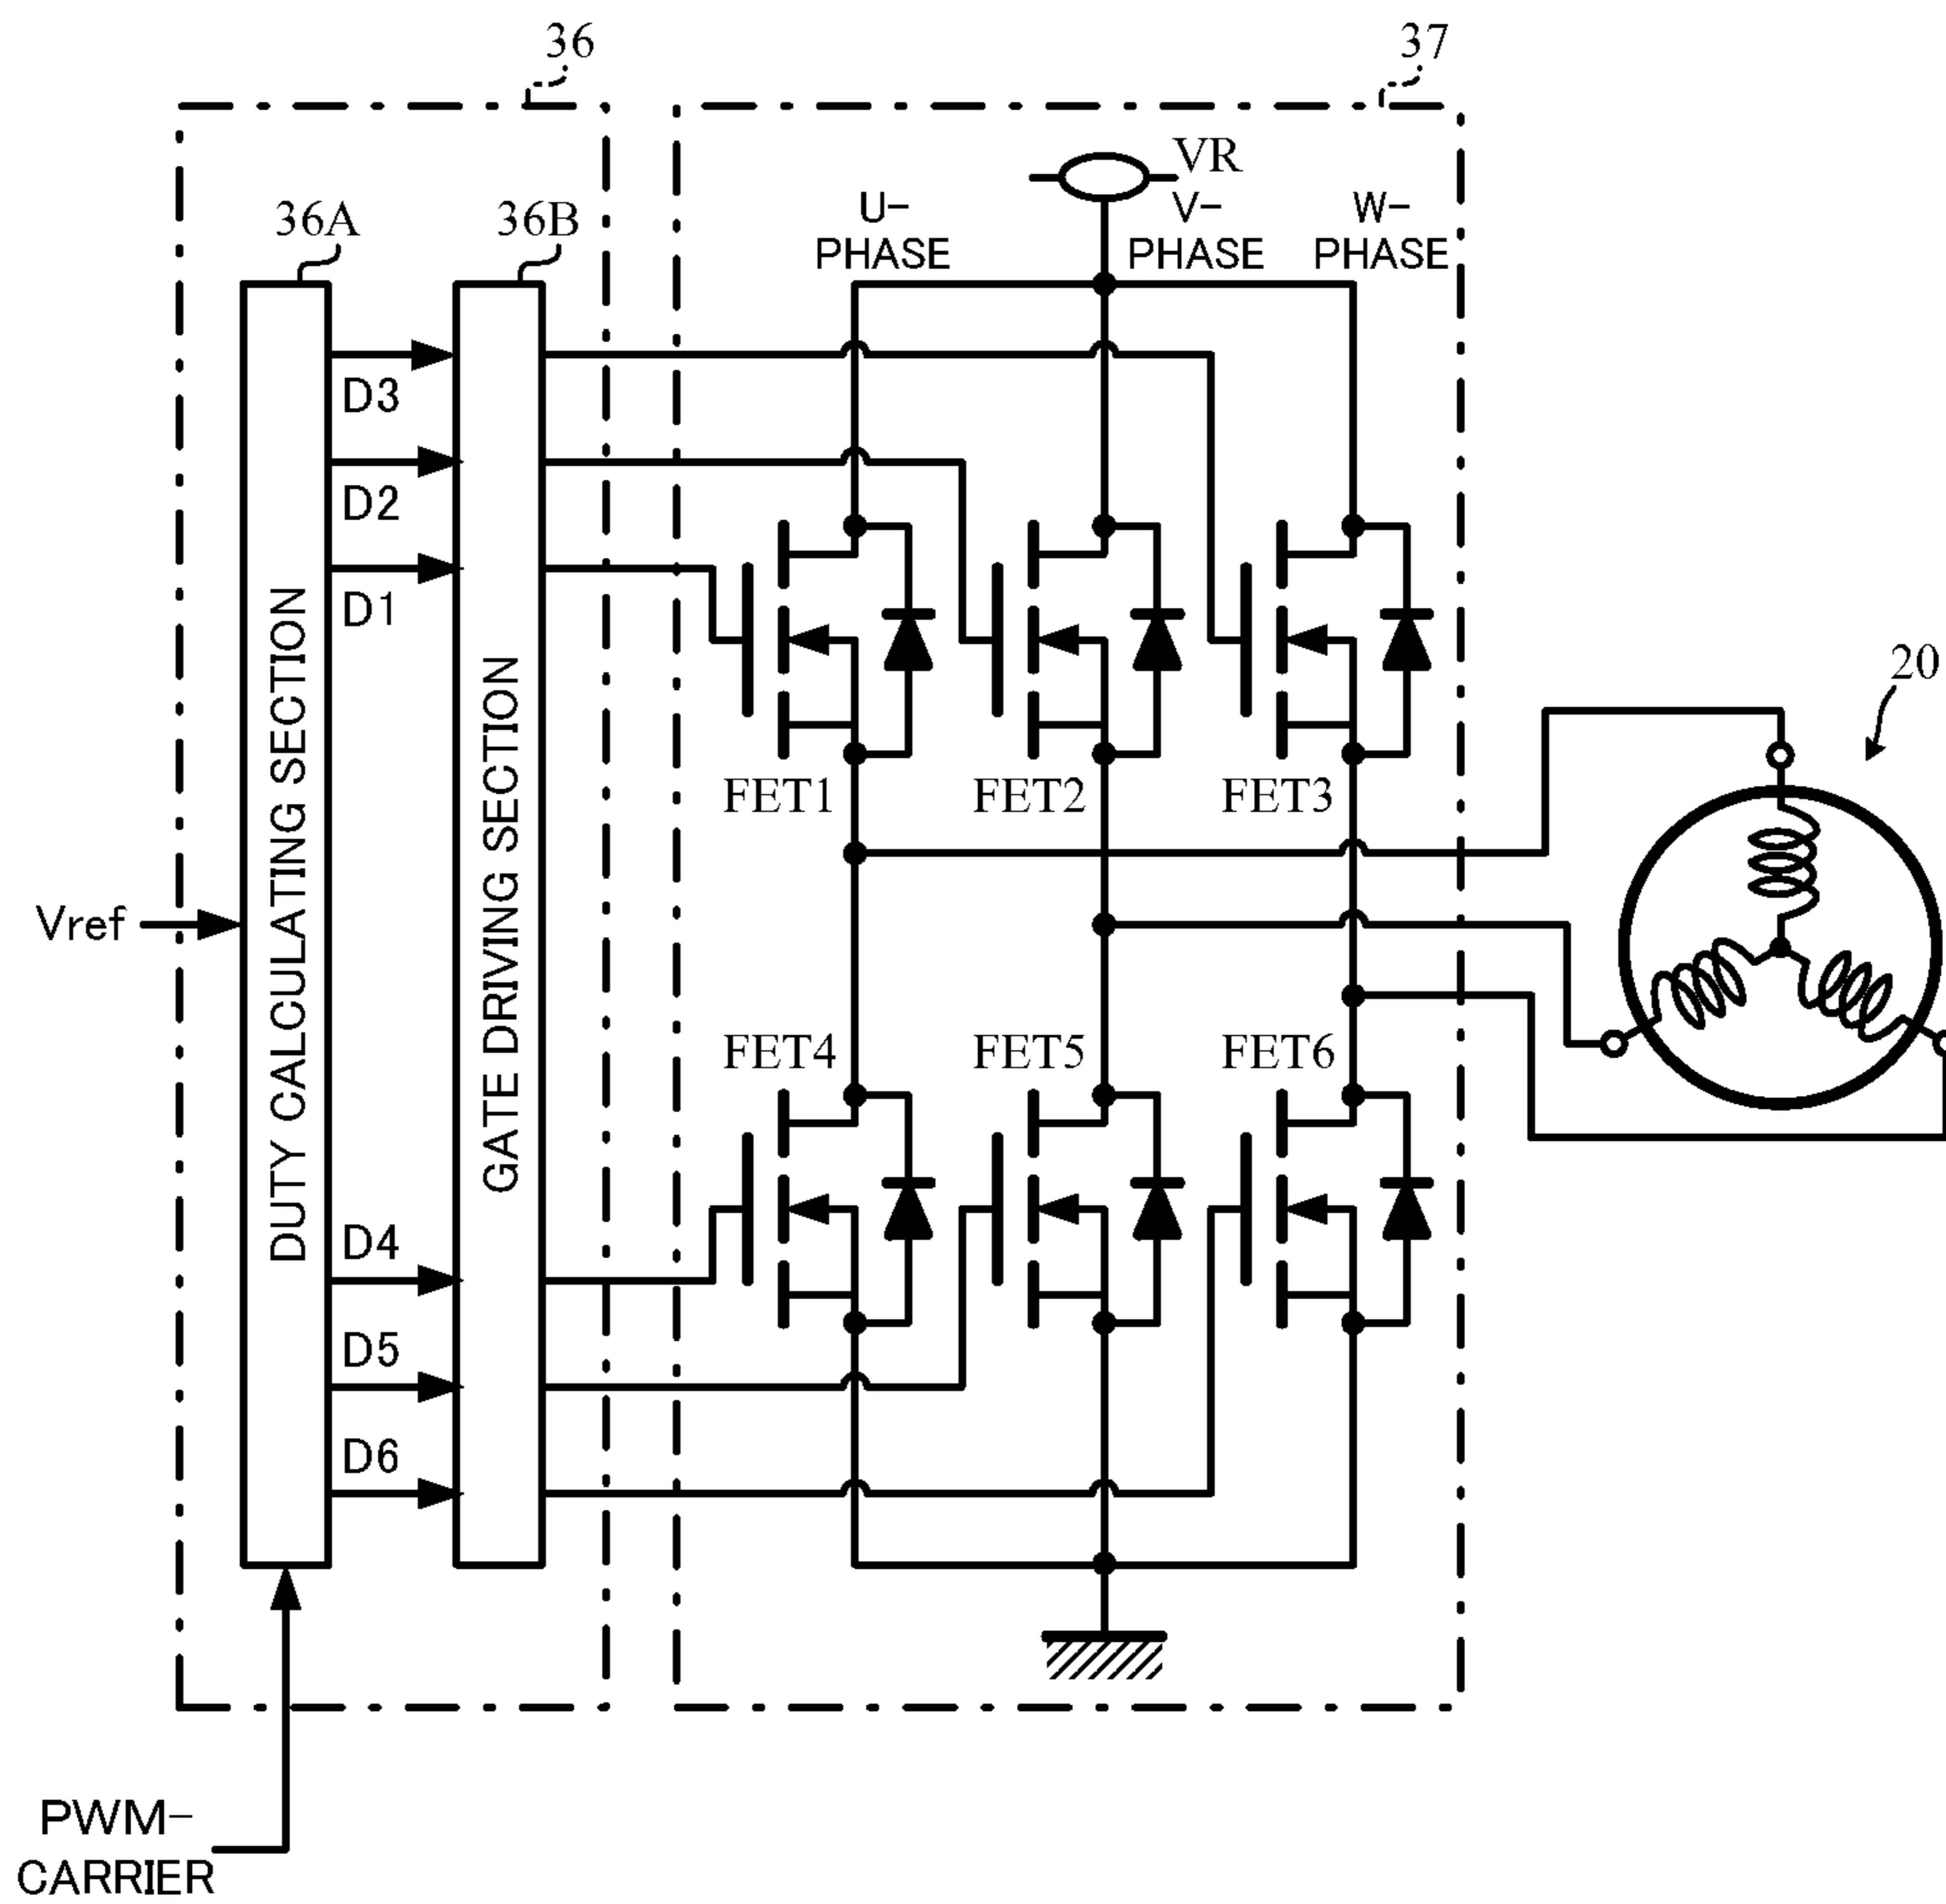 36
37
VR
36A
36B
U-
PHASE
V-
PHASE
W-
PHASE
D3
D2
D1
20
FET1
FET2
FET3
DUTY CALCULATING SECTION
GATE DRIVING SECTION
Vref
FET4
FET5
FET6
D4
D5
D6
PWM-
CARRIER